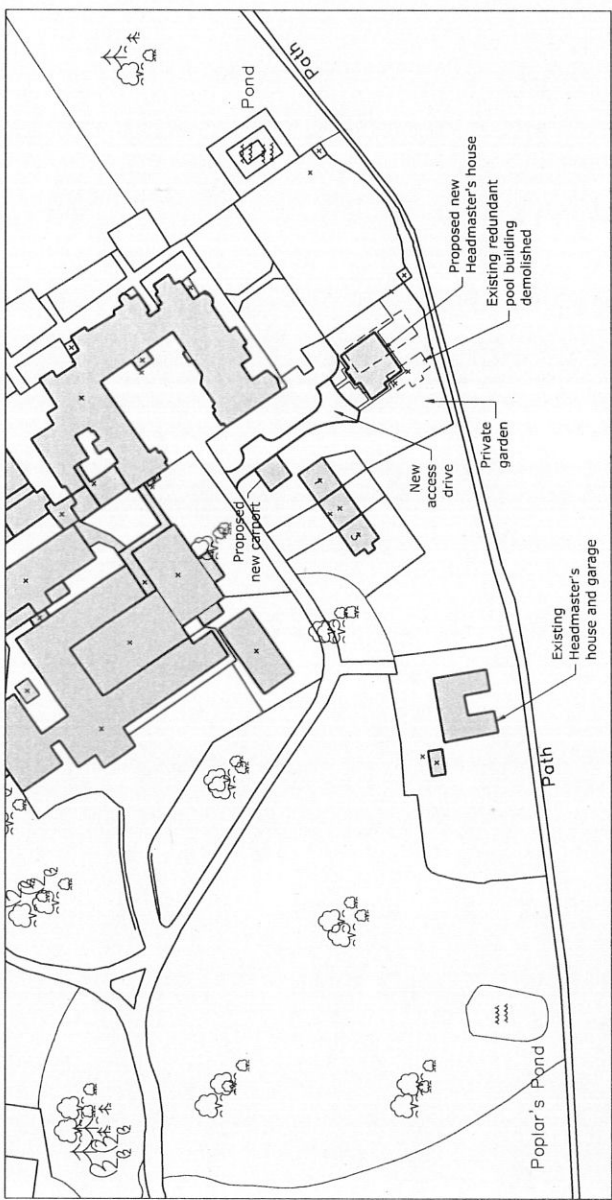 Pond
Path
Proposed new
Headmaster's house
Existing redundant
pool building
demolished
Private
garden
New
access
drive
Proposed
new carport
5
Existing
Headmaster's
house and garage
Path
Poplar's Pond